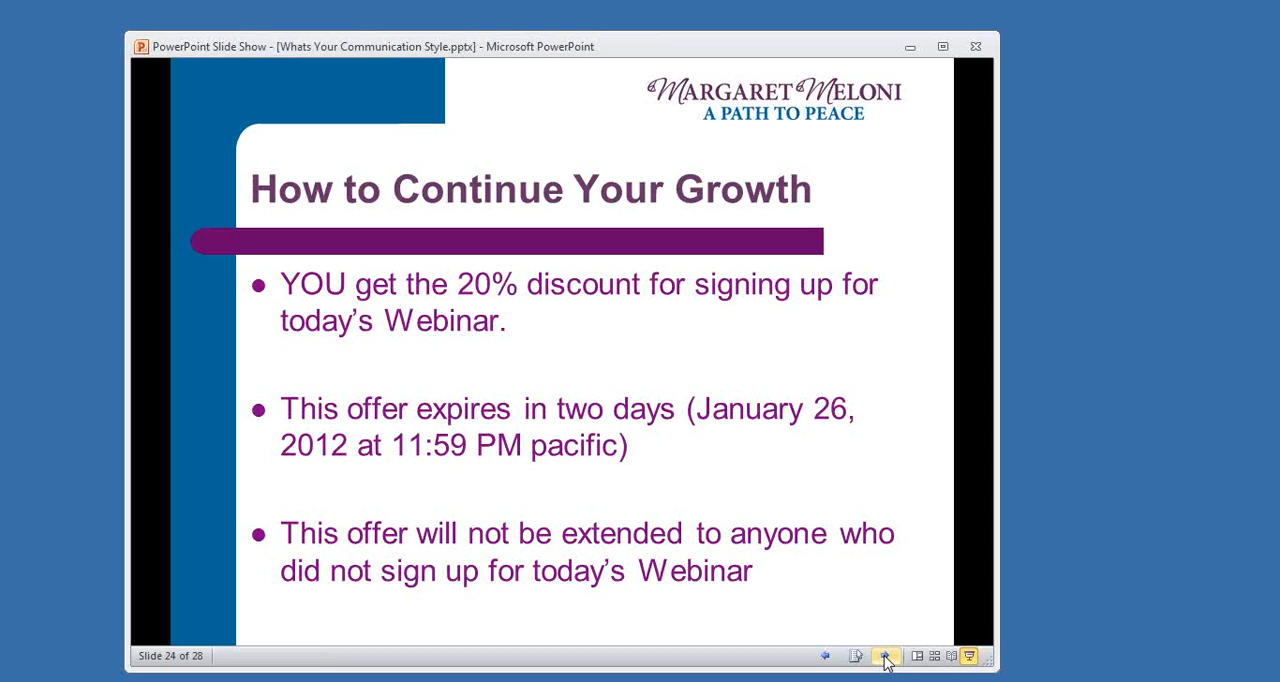 PowerPoint Slide Show - [Whats Your Communication Style.pptx] - Microsoft PowerPoint
MARGARET MELONI
A PATH TO PEACE
How to Continue Your Growth
YOU get the 20% discount for signing up for
today’s Webinar.
This offer expires in two days (January 26,
2012 at 11:59 PM pacific)
This offer will not be extended to anyone who
did not sign up for today’s Webinar
Slide 24 of 28